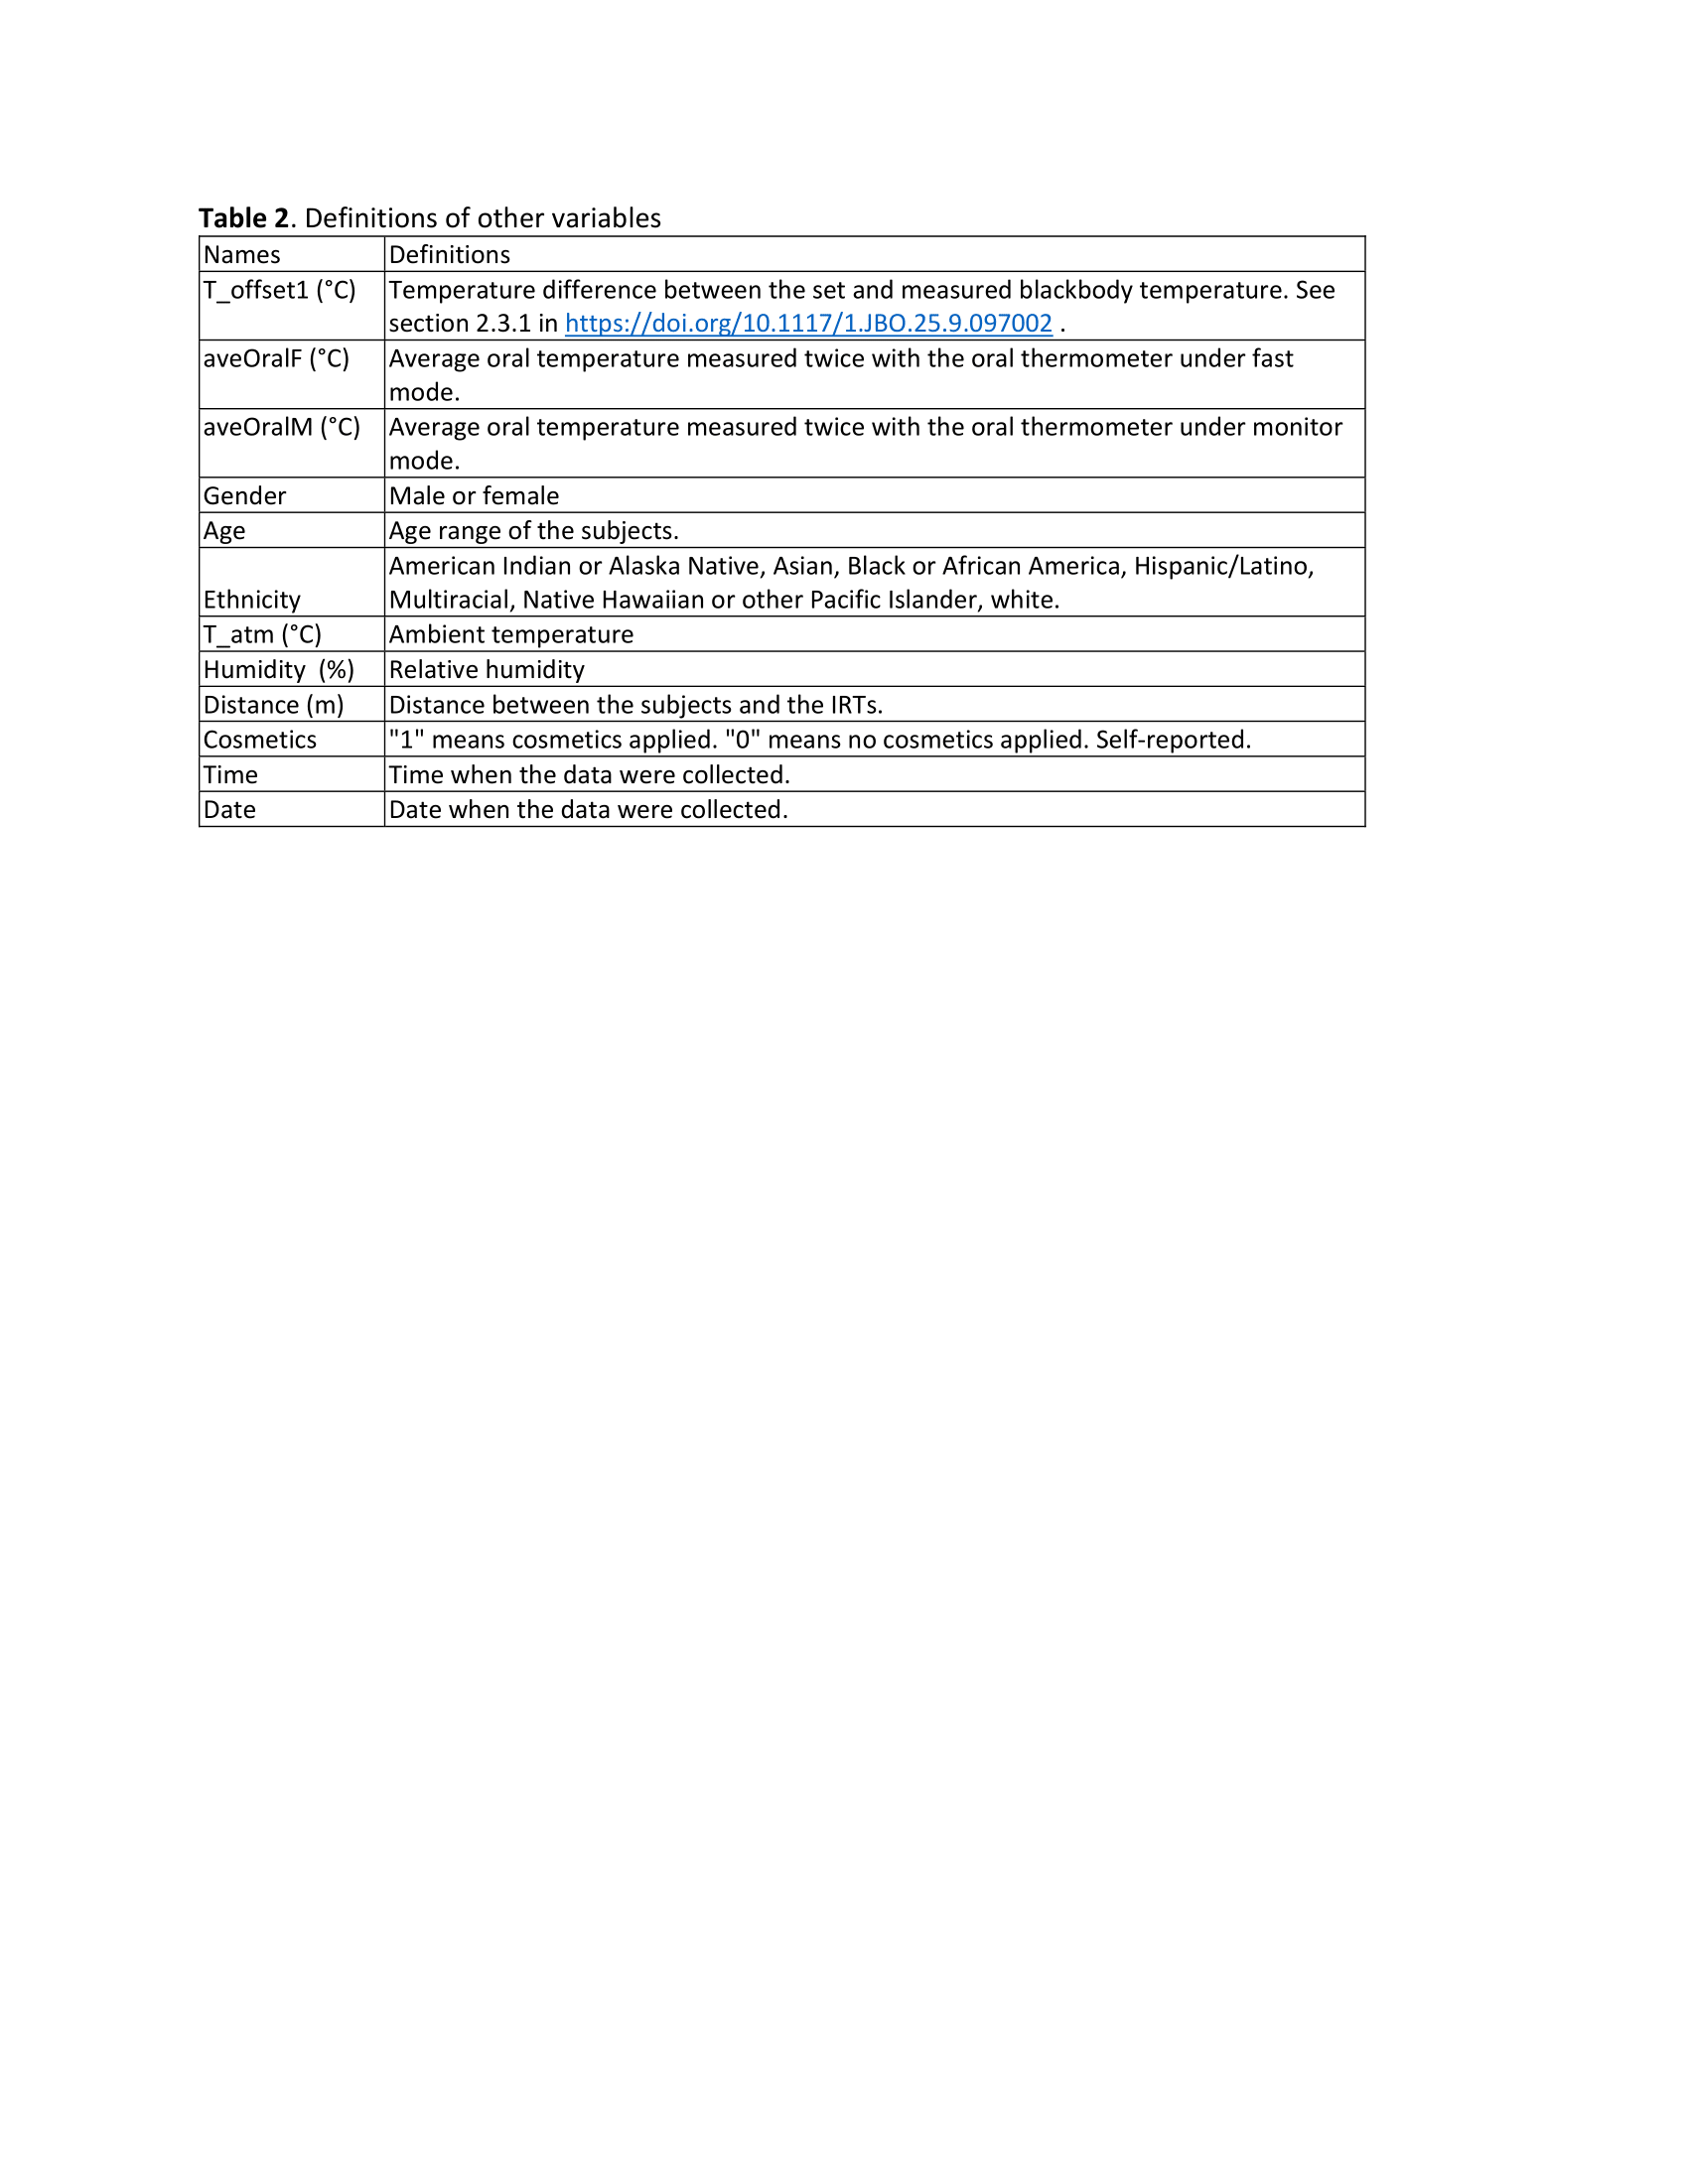 Table 2. Definitions of other variables
Names Definitions
T_offset1 (°C) Temperature difference between the set and measured blackbody temperature. See
section 2.3.1 in https://doi.org/10.1117/1.JBO.25.9.097002 .
aveOralF (°C) Average oral temperature measured twice with the oral thermometer under fast
mode.
aveOralM (°C) Average oral temperature measured twice with the oral thermometer under monitor
mode.
Gender Male or female
Age Age range of the subjects.
American Indian or Alaska Native, Asian, Black or African America, Hispanic/Latino,
Ethnicity Multiracial, Native Hawaiian or other Pacific Islander, white.
T_atm (°C) Ambient temperature
Humidity  (%) Relative humidity
Distance (m) Distance between the subjects and the IRTs.
Cosmetics "1" means cosmetics applied. "0" means no cosmetics applied. Self-reported.
Time Time when the data were collected.
Date Date when the data were collected.